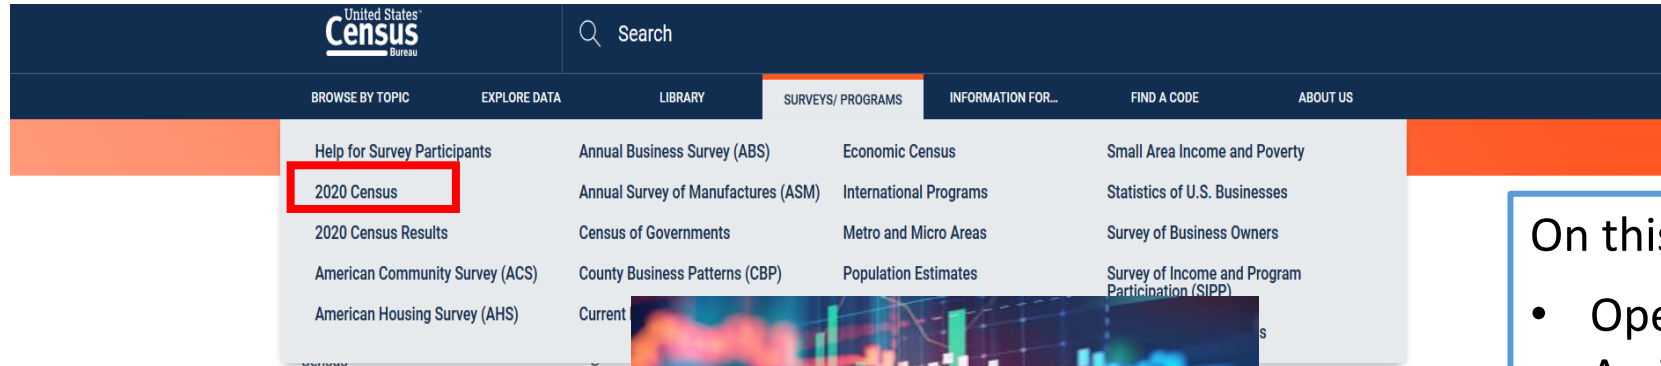 United States™
Census
Bureau
Search
BROWSE BY TOPIC
EXPLORE DATA
LIBRARY
SURVEYS/ PROGRAMS
INFORMATION FOR...
FIND A CODE
ABOUT US
Help for Survey Participants
2020 Census
2020 Census Results
American Community Survey (ACS)
American Housing Survey (AHS)
Annual Business Survey (ABS)
Annual Survey of Manufactures (ASM)
Census of Governments
County Business Patterns (CBP)
Current
Economic Census
International Programs
Metro and Micro Areas
Population Estimates
Small Area Income and Poverty
Statistics of U.S. Businesses
Survey of Business Owners
Survey of Income and Program
Participation (SIPP)
s
On this
• Ope